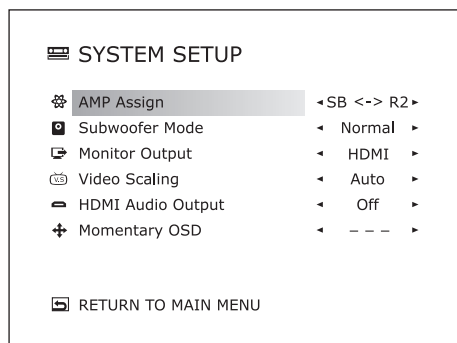 SYSTEM SETUP
AMP Assign ◂ SB <-> R2 ▸
Subwoofer Mode ◂ Normal ▸
Monitor Output ◂ HDMI ▸
V.S Video Scaling ◂ Auto ▸
HDMI Audio Output ◂ Off ▸
Momentary OSD ◂ – – – ▸
RETURN TO MAIN MENU